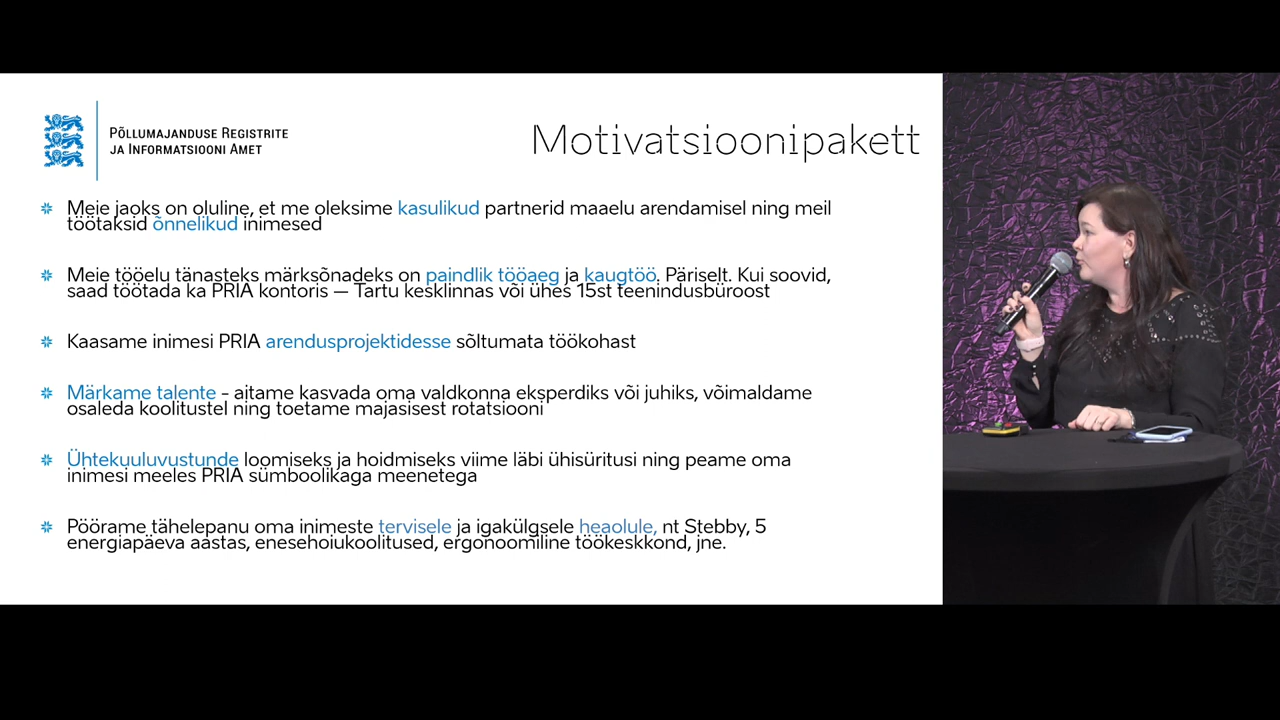 PÕLLUMAJANDUSE REGISTRITE
JA INFORMATSIOONI AMET
Motivatsioonipakett
Meie jaoks on oluline, et me oleksime kasulikud partnerid maaelu arendamisel ning meil
töötaksid õnnelikud inimesed
Meie tööelu tänasteks märksõnadeks on paindlik tööaeg ja kaugtöö. Päriselt. Kui soovid,
saad töötada ka PRIA kontoris — Tartu kesklinnas või ühes 15st teenindusbüroost
Kaasame inimesi PRIA arendusprojektidesse sõltumata töökohast
Märkame talente - aitame kasvada oma valdkonna eksperdiks või juhiks, võimaldame
osaleda koolitustel ning toetame majasisest rotatsiooni
Ühtekuuluvustunde loomiseks ja hoidmiseks viime läbi ühisüritusi ning peame oma
inimesi meeles PRIA sümboolikaga meenetega
Pöörame tähelepanu oma inimeste tervisele ja igakülgsele heaolule, nt Stebby, 5
energiapäeva aastas, enesehoiukoolitused, ergonoomiline töökeskkond, jne.